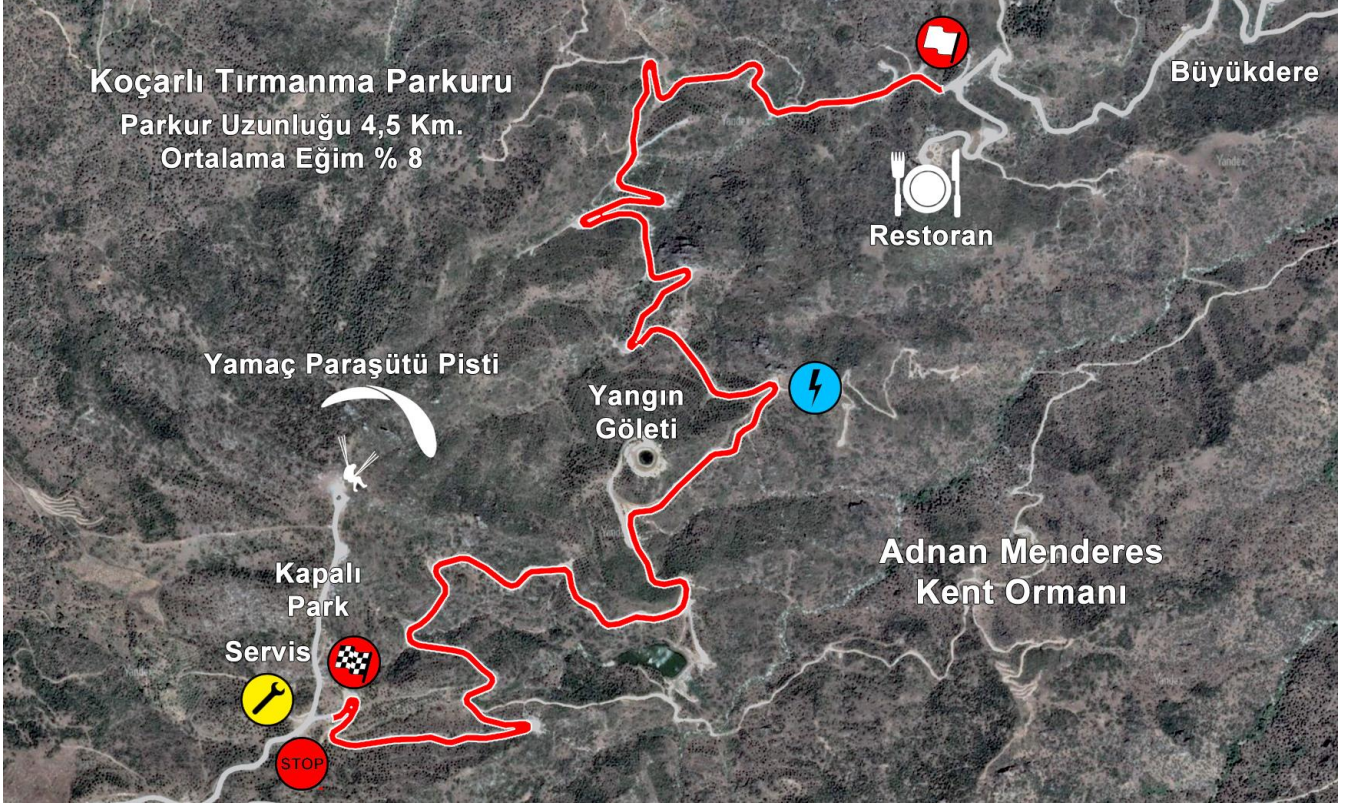 Koçarlı Tırmanma Parkuru
Parkur Uzunluğu 4,5 Km.
Ortalama Eğim % 8
Büyükdere
Yandex
Restoran
Yamaç Paraşütü Pisti
Yangın
Göleti
Adnan Menderes
Kent Ormanı
Kapalı
Park
Servis
STOP